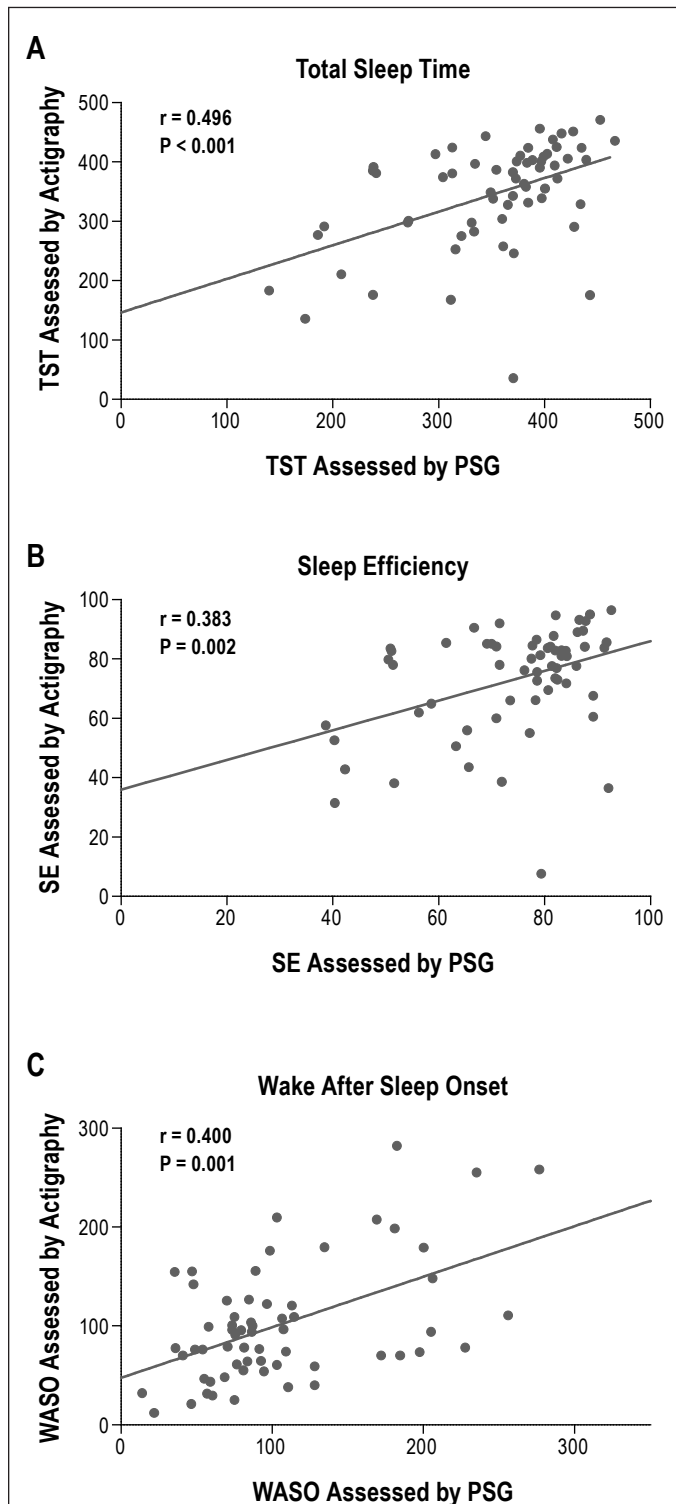 A
Total Sleep Time
r = 0.496
P < 0.001
TST Assessed by Actigraphy
500
400
300
200
100
0
0 100 200 300 400 500
TST Assessed by PSG
B
Sleep Efficiency
r = 0.383
P = 0.002
SE Assessed by Actigraphy
100
80
60
40
20
0
0 20 40 60 80 100
SE Assessed by PSG
C
Wake After Sleep Onset
r = 0.400
P = 0.001
WASO Assessed by Actigraphy
300
200
100
0
0 100 200 300
WASO Assessed by PSG